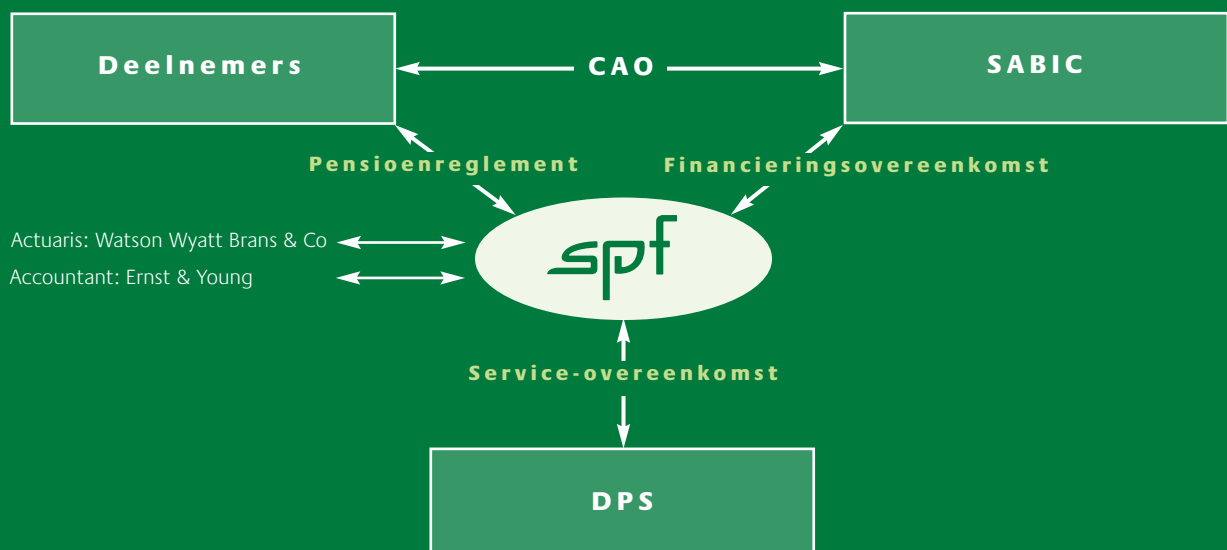 Deelnemers
CAO
SABIC
Pensioenreglement
Financieringsovereenkomst
Actuaris: Watson Wyatt Brans & Co
Accountant: Ernst & Young
spf
Service-overeenkomst
DPS